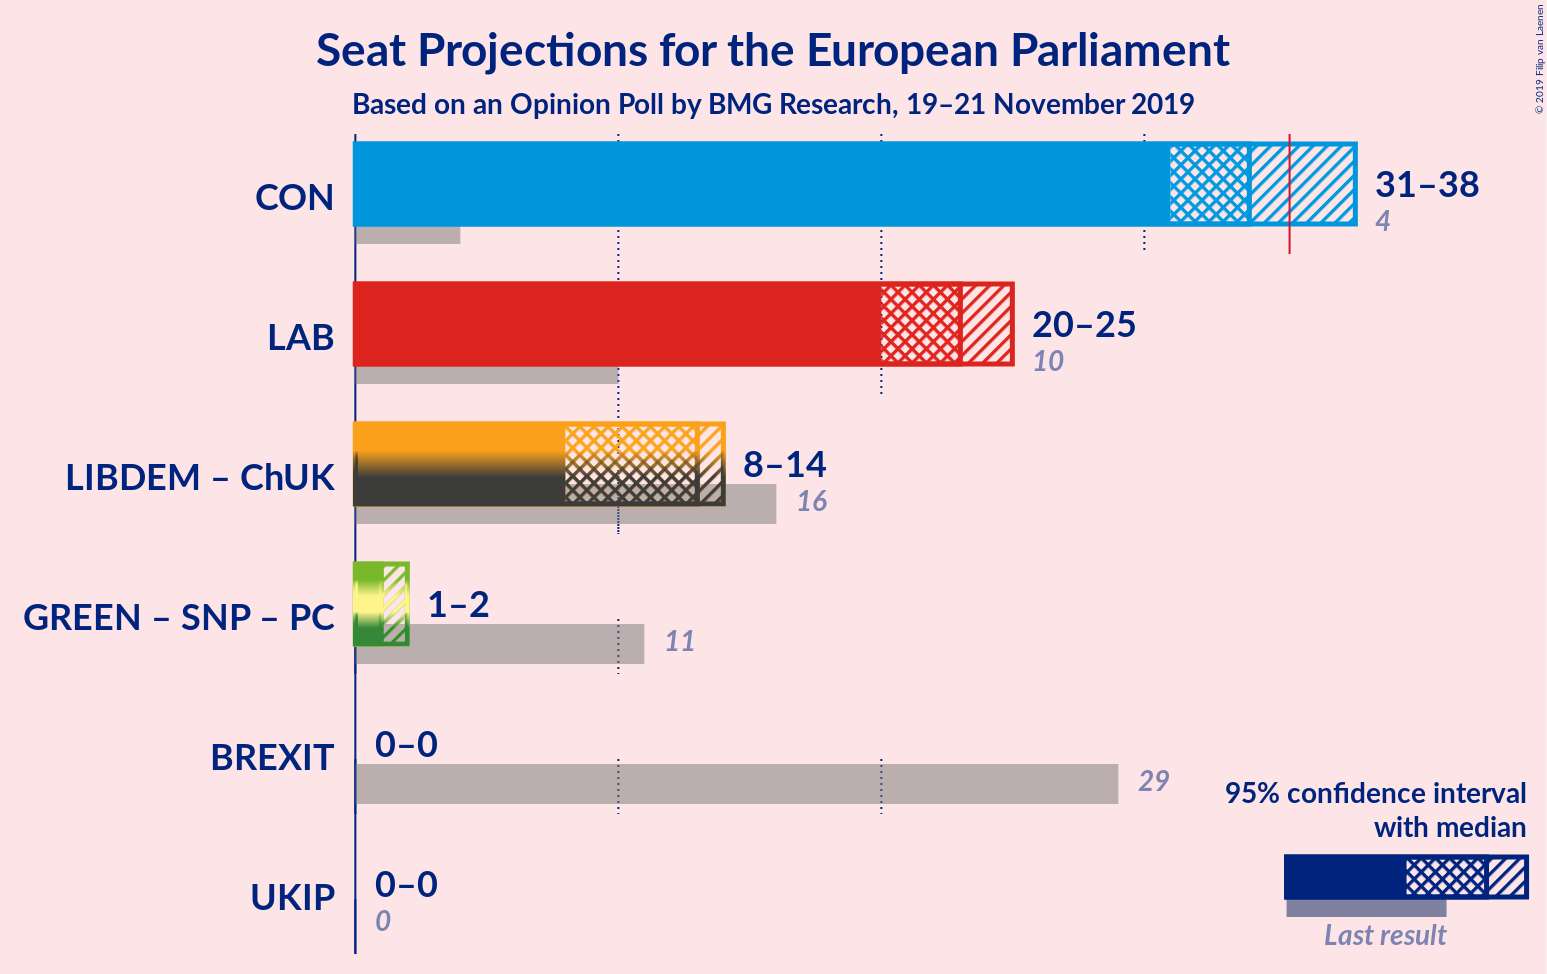 Seat Projections for the European Parliament
Based on an Opinion Poll by BMG Research, 19–21 November 2019
© 2019 Filip van Laenen
CON
31–38
4
LAB
20–25
10
LIBDEM – ChUK
8–14
16
GREEN – SNP – PC
1–2
11
BREXIT
0–0
29
UKIP
0–0
0
95% confidence interval
with median
Last result